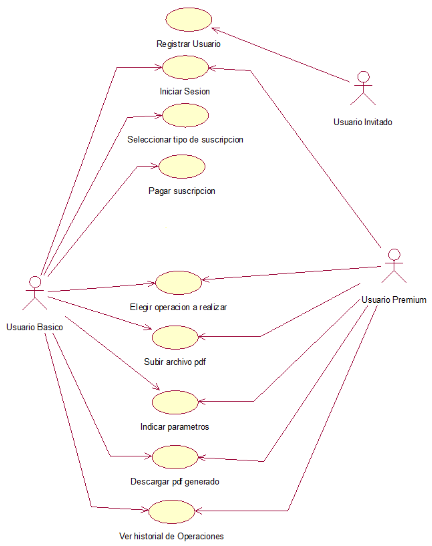 Registrar Usuario
Iniciar Sesion
Usuario Invitado
Seleccionar tipo de suscripcion
Pagar suscripcion
Elegir operacion a realizar
Usuario Premium
Usuario Basico
Subir archivo pdf
Indicar parametros
Descargar pdf generado
Ver historial de Operaciones